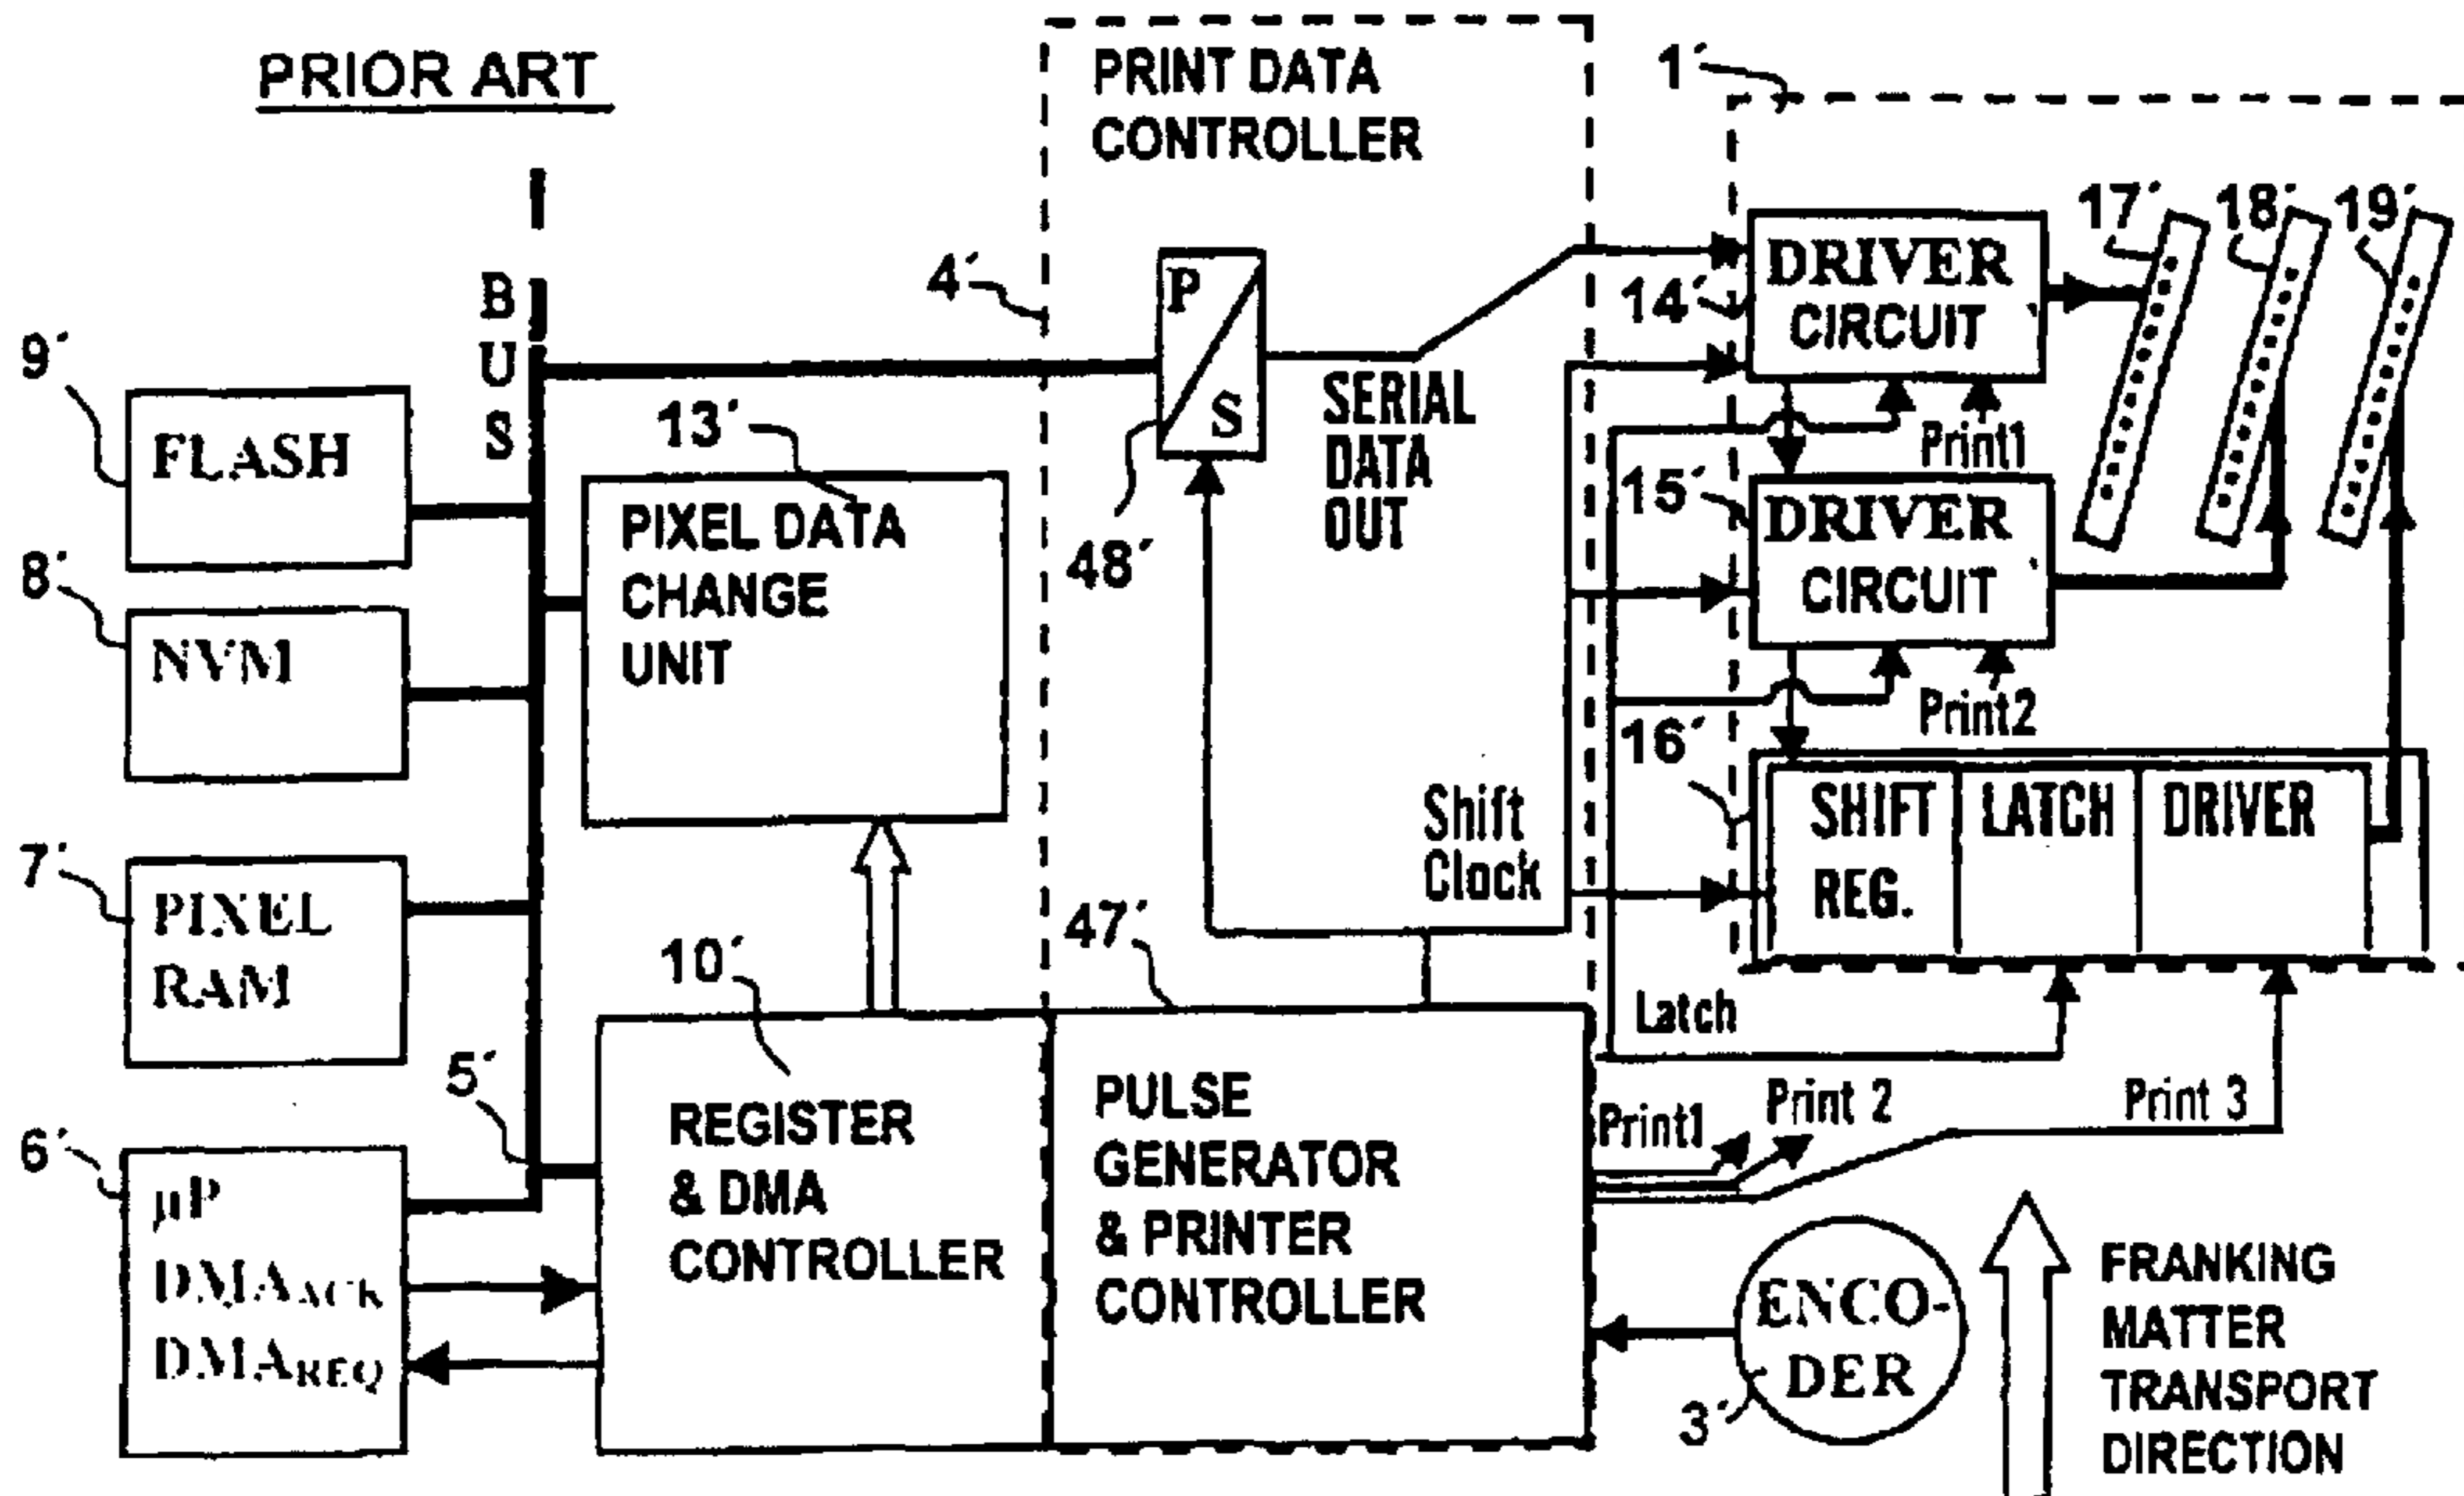 PRIOR ART
PRINT DATA
CONTROLLER
1´
17´ 18´ 19´
4´
B
U
S
P
S
48´
SERIAL
DATA
OUT
14´
DRIVER
CIRCUIT
Print1
15´
DRIVER
CIRCUIT
Print2
9´
FLASH
8´
NVM
7´
PIXEL
RAM
13´
PIXEL DATA
CHANGE
UNIT
Shift
Clock
16´
SHIFT
REG.
LATCH
DRIVER
Latch
10´
47´
5´
6´
µP
DMAACK
DMAREQ
REGISTER
& DMA
CONTROLLER
PULSE
GENERATOR
& PRINTER
CONTROLLER
Print1
Print 2
Print 3
ENCO-
DER
3´
FRANKING
MATTER
TRANSPORT
DIRECTION